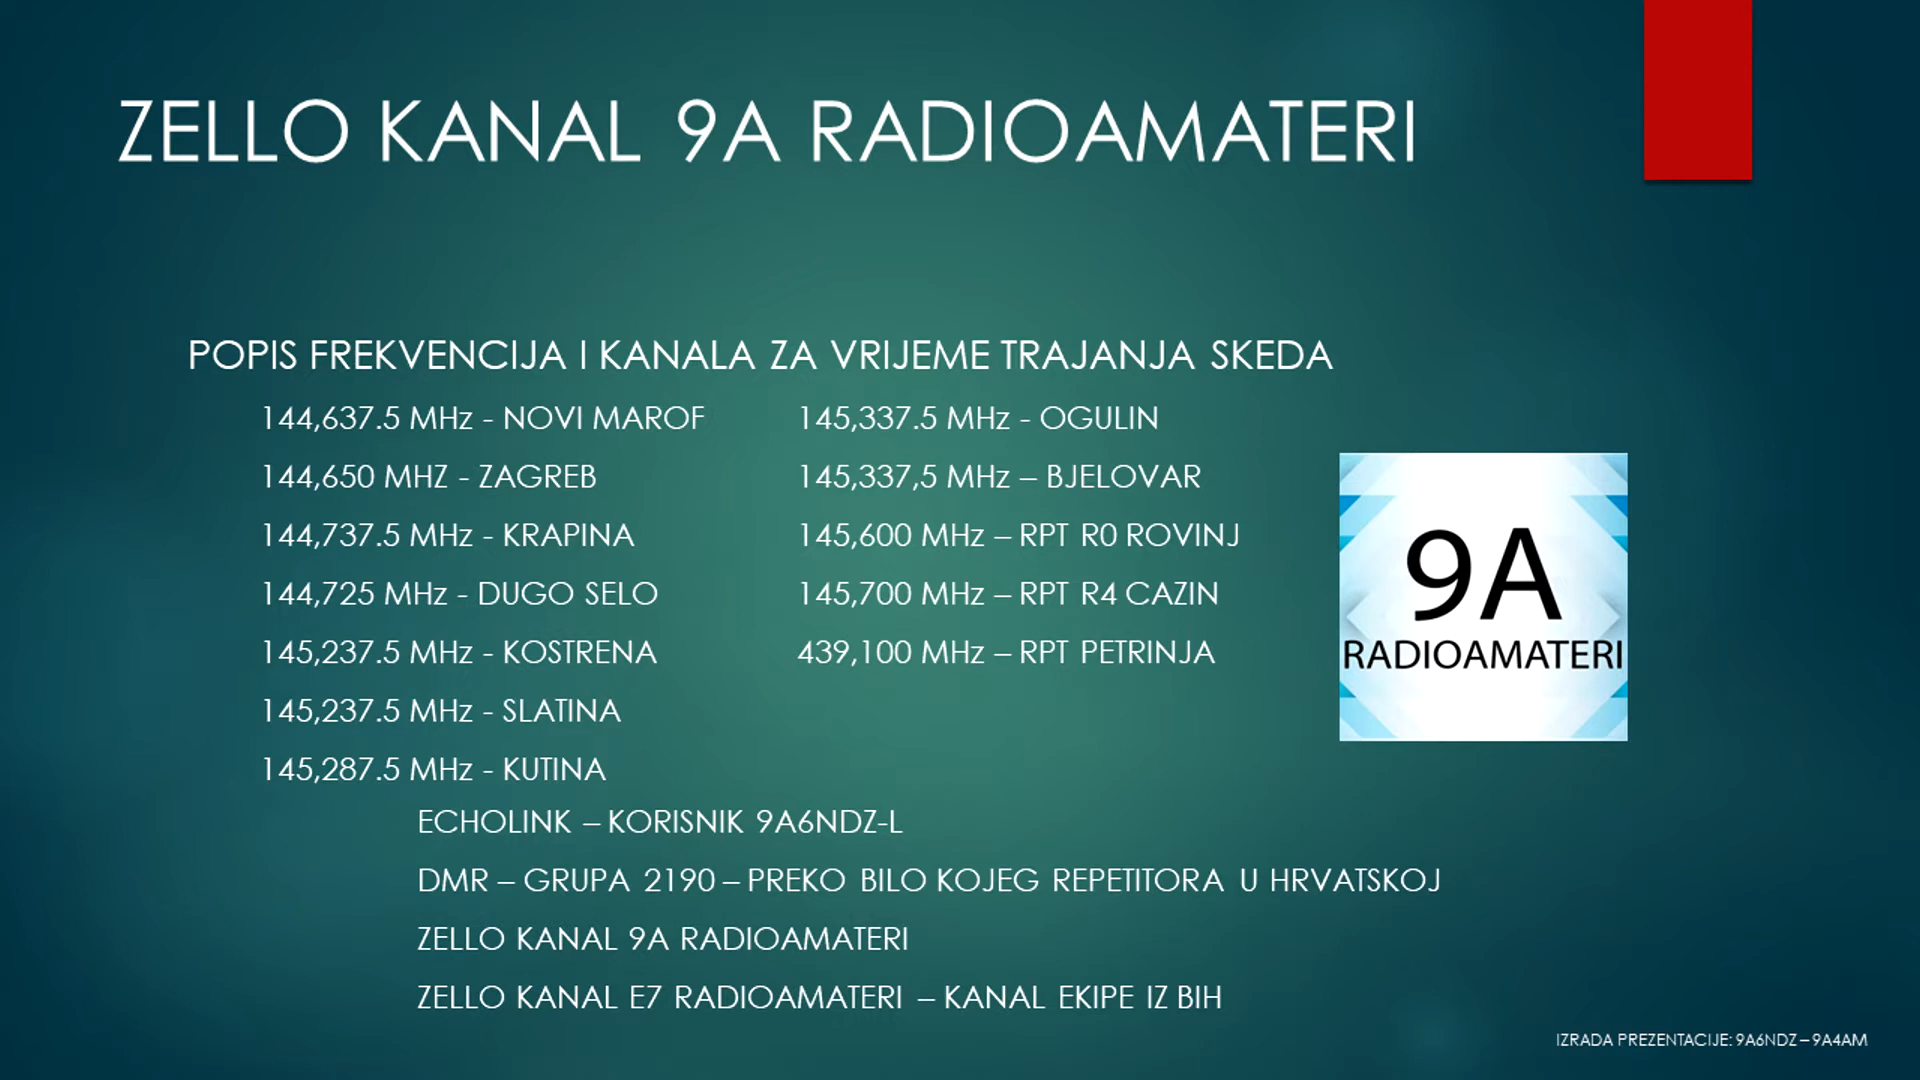 ZELLO KANAL 9A RADIOAMATERI
POPIS FREKVENCIJA I KANALA ZA VRIJEME TRAJANJA SKEDA
144,637.5 MHz - NOVI MAROF
144,650 MHZ - ZAGREB
144,737.5 MHz - KRAPINA
144,725 MHz - DUGO SELO
145,237.5 MHz - KOSTRENA
145,237.5 MHz - SLATINA
145,287.5 MHz - KUTINA
145,337.5 MHz - OGULIN
145,337,5 MHz – BJELOVAR
145,600 MHz – RPT R0 ROVINJ
145,700 MHz – RPT R4 CAZIN
439,100 MHz – RPT PETRINJA
9A
RADIOAMATERI
ECHOLINK – KORISNIK 9A6NDZ-L
DMR – GRUPA 2190 – PREKO BILO KOJEG REPETITORA U HRVATSKOJ
ZELLO KANAL 9A RADIOAMATERI
ZELLO KANAL E7 RADIOAMATERI – KANAL EKIPE IZ BIH
IZRADA PREZENTACIJE: 9A6NDZ – 9A4AM